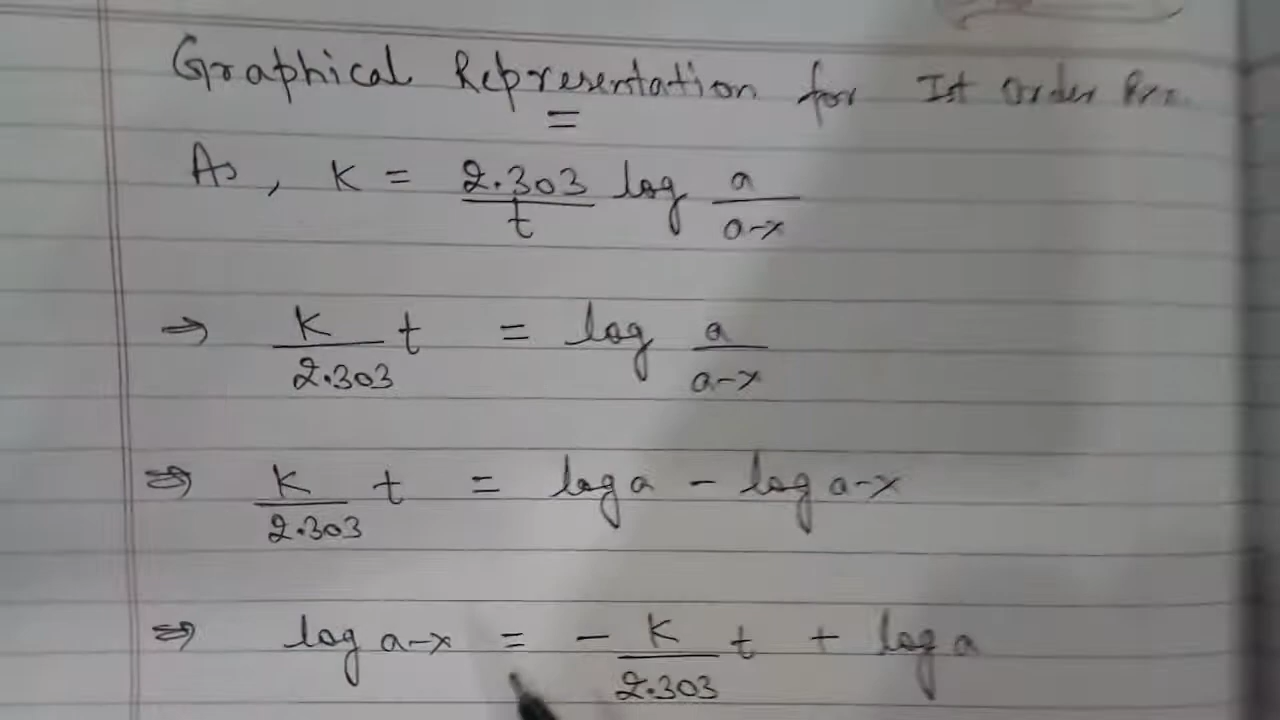 Graphical Representation for Ist order
As, K = 2.303/t log a/a-x
⇒ K/2.303 t = log a/a-x
⇒ K/2.303 t = log a - log a-x
⇒ log a-x = - K/2.303 t + log a